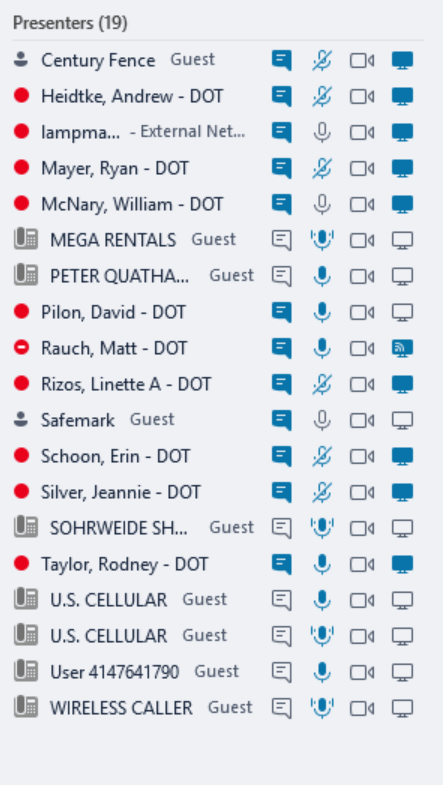 Presenters (19)
Century Fence Guest
Heidtke, Andrew - DOT
lampma... - External Net...
Mayer, Ryan - DOT
McNary, William - DOT
MEGA RENTALS Guest
PETER QUATHA... Guest
Pilon, David - DOT
Rauch, Matt - DOT
Rizos, Linette A - DOT
Safemark Guest
Schoon, Erin - DOT
Silver, Jeannie - DOT
SOHRWEIDE SH... Guest
Taylor, Rodney - DOT
U.S. CELLULAR Guest
U.S. CELLULAR Guest
User 4147641790 Guest
WIRELESS CALLER Guest